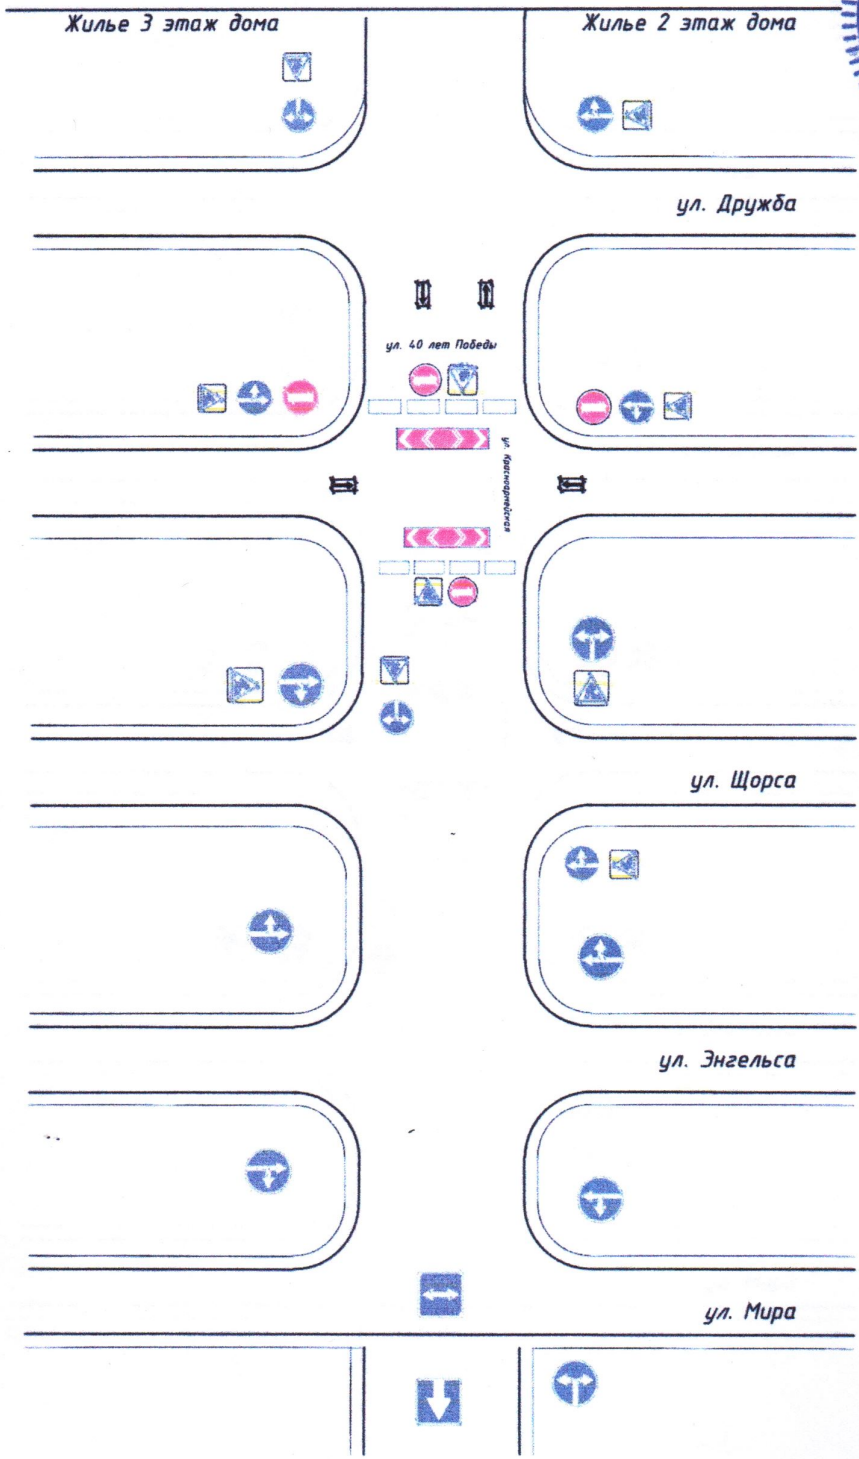 Жилье 3 этаж дома
Жилье 2 этаж дома
ул. Дружба
ул. 40 лет Победы
ул. Красноармейская
ул. Щорса
ул. Энгельса
ул. Мира